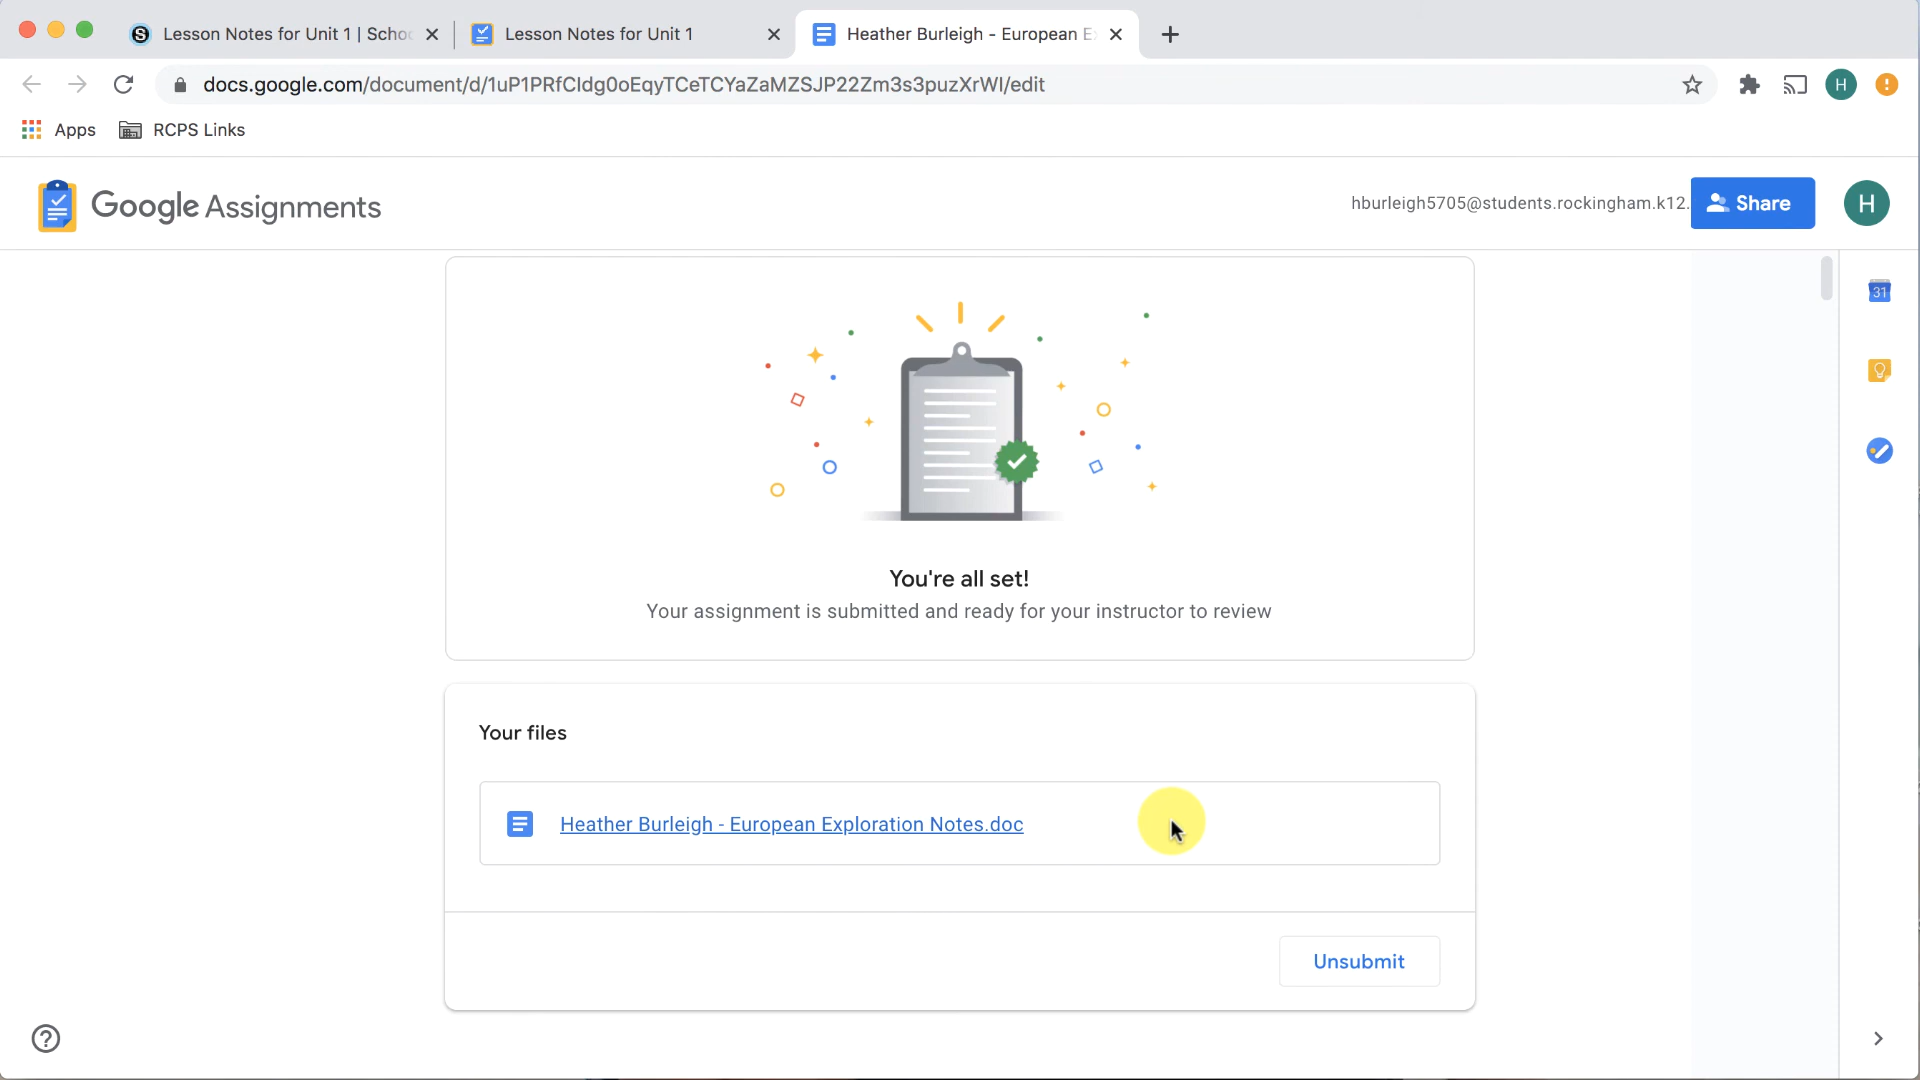 Lesson Notes for Unit 1 | Schoo
Lesson Notes for Unit 1
Heather Burleigh - European E
docs.google.com/document/d/1uP1PRfCIdg0oEqyTCeTCYaZaMZSJP22Zm3s3puzXrWI/edit
H
Apps
RCPS Links
Google Assignments
hburleigh5705@students.rockingham.k12.
Share
H
31
You're all set!
Your assignment is submitted and ready for your instructor to review
Your files
Heather Burleigh - European Exploration Notes.doc
Unsubmit